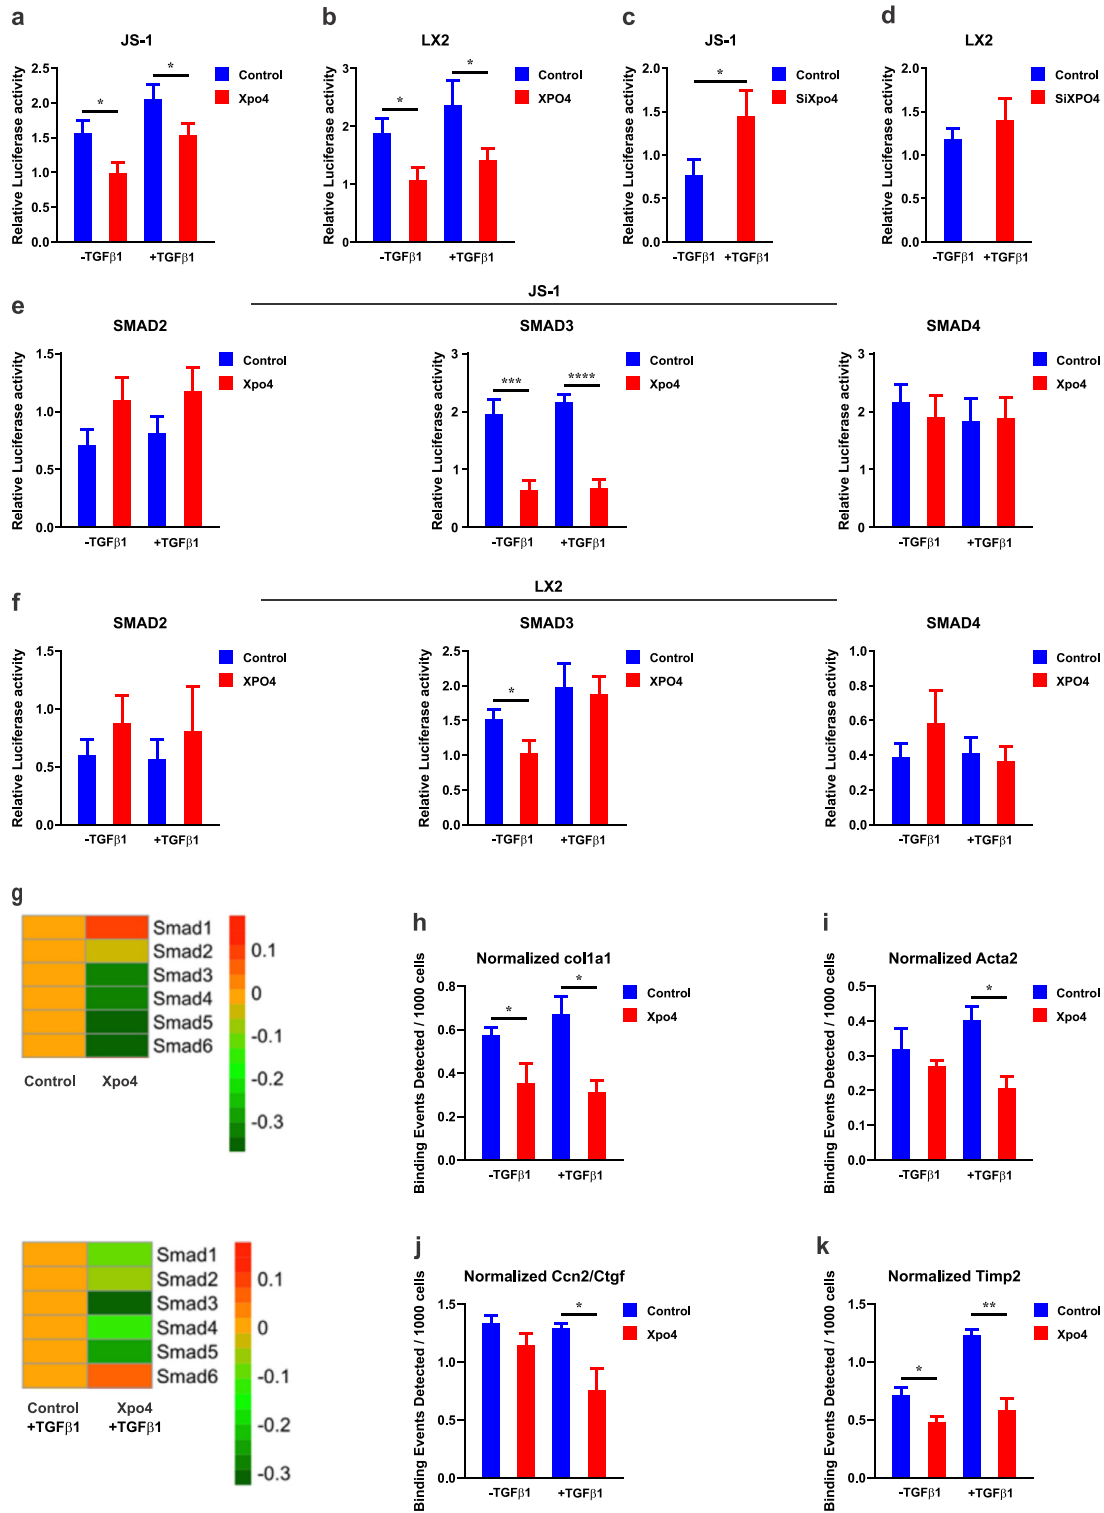 a
JS-1
Relative Luciferase activity
2.5
2.0
1.5
1.0
0.5
0.0
*
*
-TGFβ1
+TGFβ1
Control
Xpo4
b
LX2
Relative Luciferase activity
3
2
1
0
*
*
-TGFβ1
+TGFβ1
Control
XPO4
c
JS-1
Relative Luciferase activity
2.0
1.5
1.0
0.5
0.0
*
-TGFβ1
+TGFβ1
Control
SiXpo4
d
LX2
Relative Luciferase activity
2.0
1.5
1.0
0.5
0.0
-TGFβ1
+TGFβ1
Control
SiXPO4
e
JS-1
SMAD2
Relative Luciferase activity
1.5
1.0
0.5
0.0
-TGFβ1
+TGFβ1
Control
Xpo4
SMAD3
Relative Luciferase activity
3
2
1
0
***
****
-TGFβ1
+TGFβ1
Control
Xpo4
SMAD4
Relative Luciferase activity
3
2
1
0
-TGFβ1
+TGFβ1
Control
Xpo4
f
LX2
SMAD2
Relative Luciferase activity
1.5
1.0
0.5
0.0
-TGFβ1
+TGFβ1
Control
XPO4
SMAD3
Relative Luciferase activity
2.5
2.0
1.5
1.0
0.5
0.0
*
-TGFβ1
+TGFβ1
Control
XPO4
SMAD4
Relative Luciferase activity
1.0
0.8
0.6
0.4
0.2
0.0
-TGFβ1
+TGFβ1
Control
XPO4
g
Smad1
Smad2
Smad3
Smad4
Smad5
Smad6
Control
Xpo4
0.1
0
-0.1
-0.2
-0.3
Smad1
Smad2
Smad3
Smad4
Smad5
Smad6
Control
+TGFβ1
Xpo4
+TGFβ1
0.1
0
-0.1
-0.2
-0.3
h
Normalized col1a1
Binding Events Detected / 1000 cells
0.8
0.6
0.4
0.2
0.0
*
*
-TGFβ1
+TGFβ1
Control
Xpo4
i
Normalized Acta2
Binding Events Detected / 1000 cells
0.5
0.4
0.3
0.2
0.1
0.0
*
-TGFβ1
+TGFβ1
Control
Xpo4
j
Normalized Ccn2/Ctgf
Binding Events Detected / 1000 cells
1.5
1.0
0.5
0.0
*
-TGFβ1
+TGFβ1
Control
Xpo4
k
Normalized Timp2
Binding Events Detected / 1000 cells
1.5
1.0
0.5
0.0
*
**
-TGFβ1
+TGFβ1
Control
Xpo4